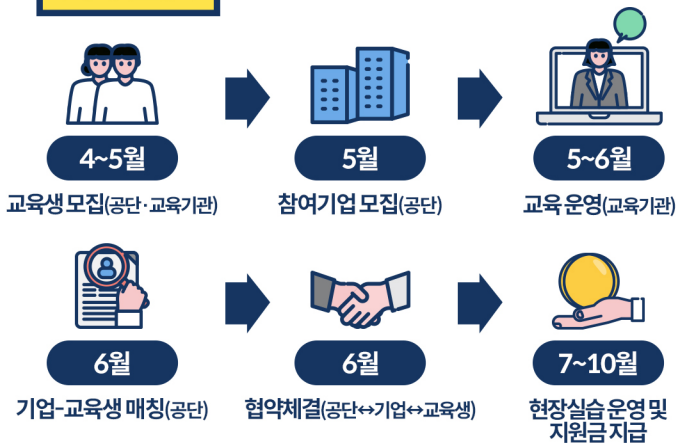 4~5월
교육생 모집(공단·교육기관)
5월
참여기업 모집(공단)
5~6월
교육 운영(교육기관)
6월
기업-교육생 매칭(공단)
6월
협약체결(공단↔기업↔교육생)
7~10월
현장실습 운영 및
지원금 지급